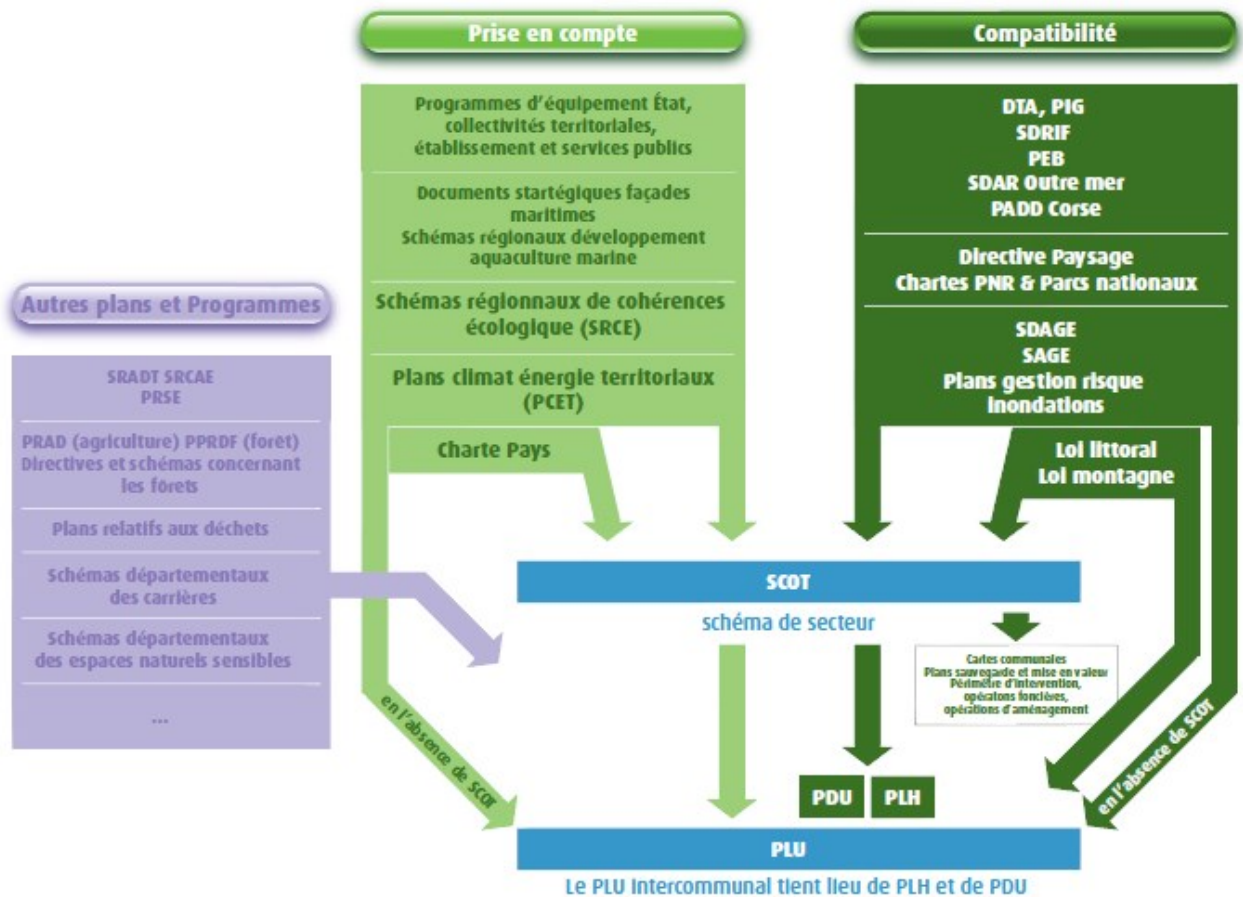 Prise en compte
Programmes d'équipement État,
collectivités territoriales,
établissement et services publics
Documents startégiques façades
maritimes
Schémas régionaux développement
aquaculture marine
Schémas régionnaux de cohérences
écologique (SRCE)
Plans climat énergie territoriaux
(PCET)
Charte Pays
Compatibilité
DTA, PIG
SDRIF
PEB
SDAR Outre mer
PADD Corse
Directive Paysage
Chartes PNR & Parcs nationaux
SDAGE
SAGE
Plans gestion risque
inondations
Loi littoral
Loi montagne
Autres plans et Programmes
SRADT SRCAE
PRSE
PRAD (agriculture) PPRDF (forêt)
Directives et schémas concernant
les fôrets
Plans relatifs aux déchets
Schémas départementaux
des carrières
Schémas départementaux
des espaces naturels sensibles
...
SCOT
schéma de secteur
Cartes communales
Plans sauvegarde et mise en valeur
Périmètre d'intervention,
opératons foncières,
opérations d'aménagement
en l'absence de SCOT
en l'absence de SCOT
PDU
PLH
PLU
Le PLU intercommunal tient lieu de PLH et de PDU